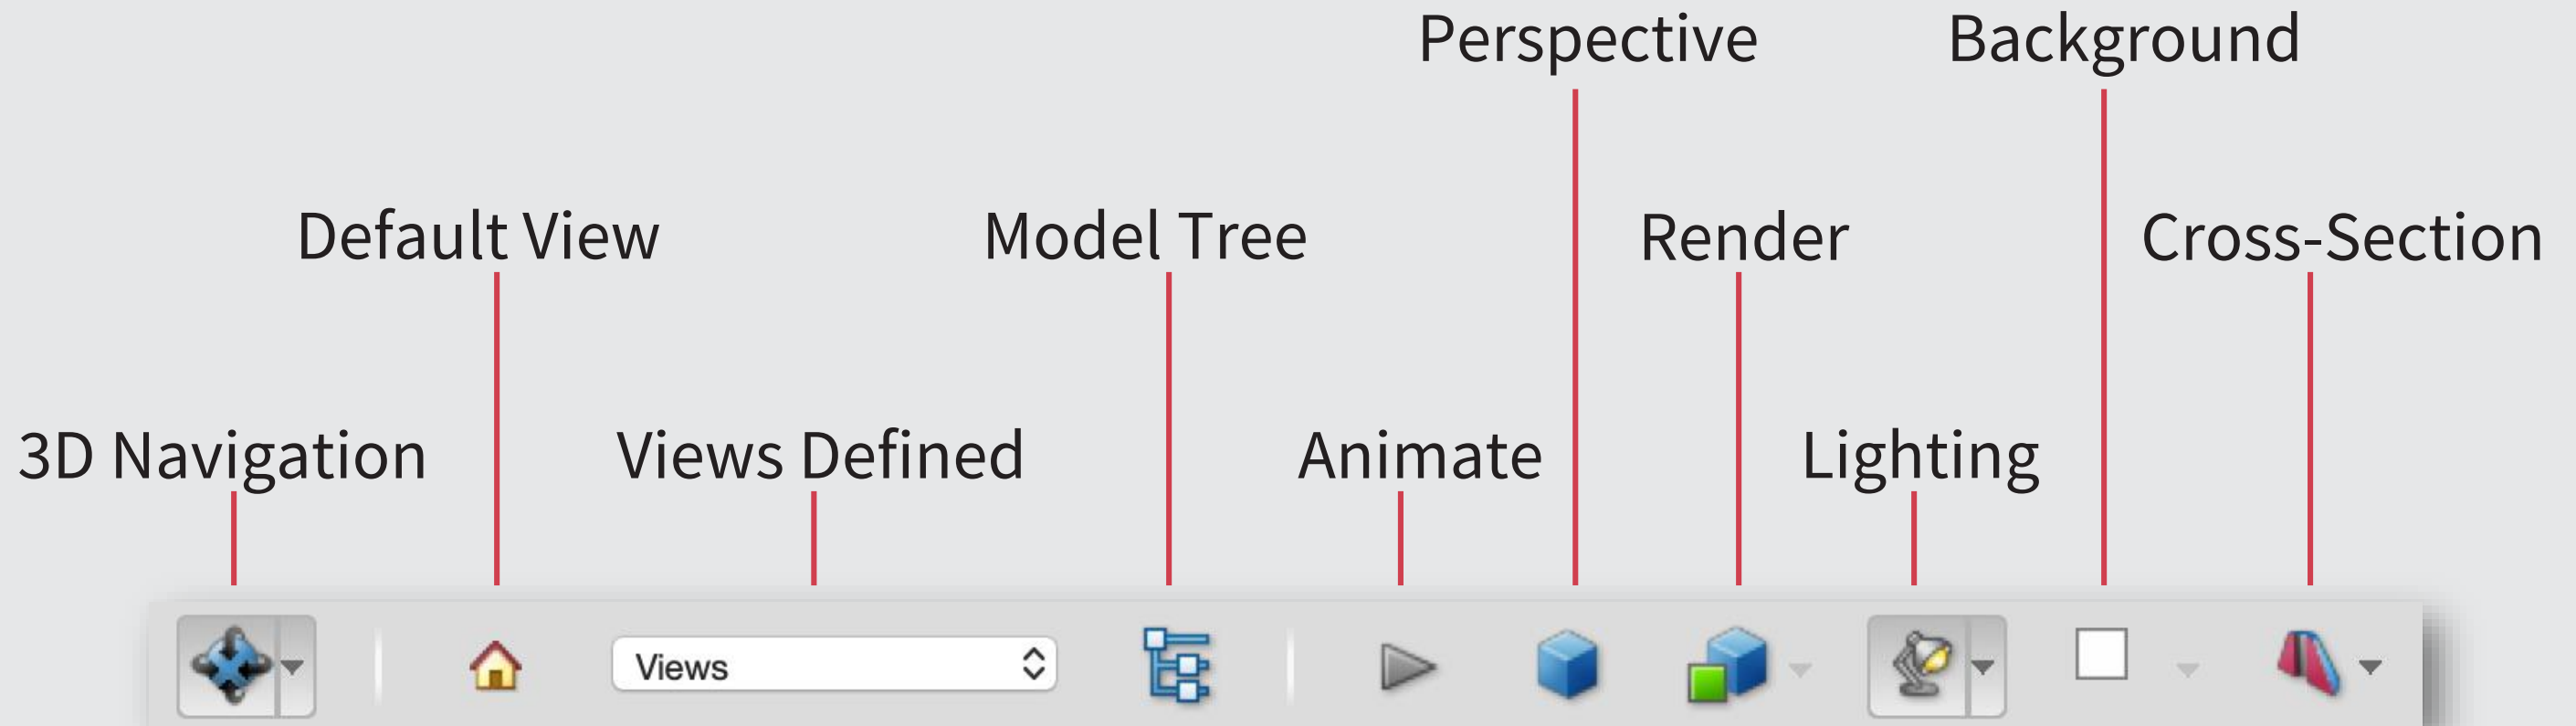 Perspective
Background
Default View
Model Tree
Render
Cross-Section
3D Navigation
Views Defined
Animate
Lighting
Views